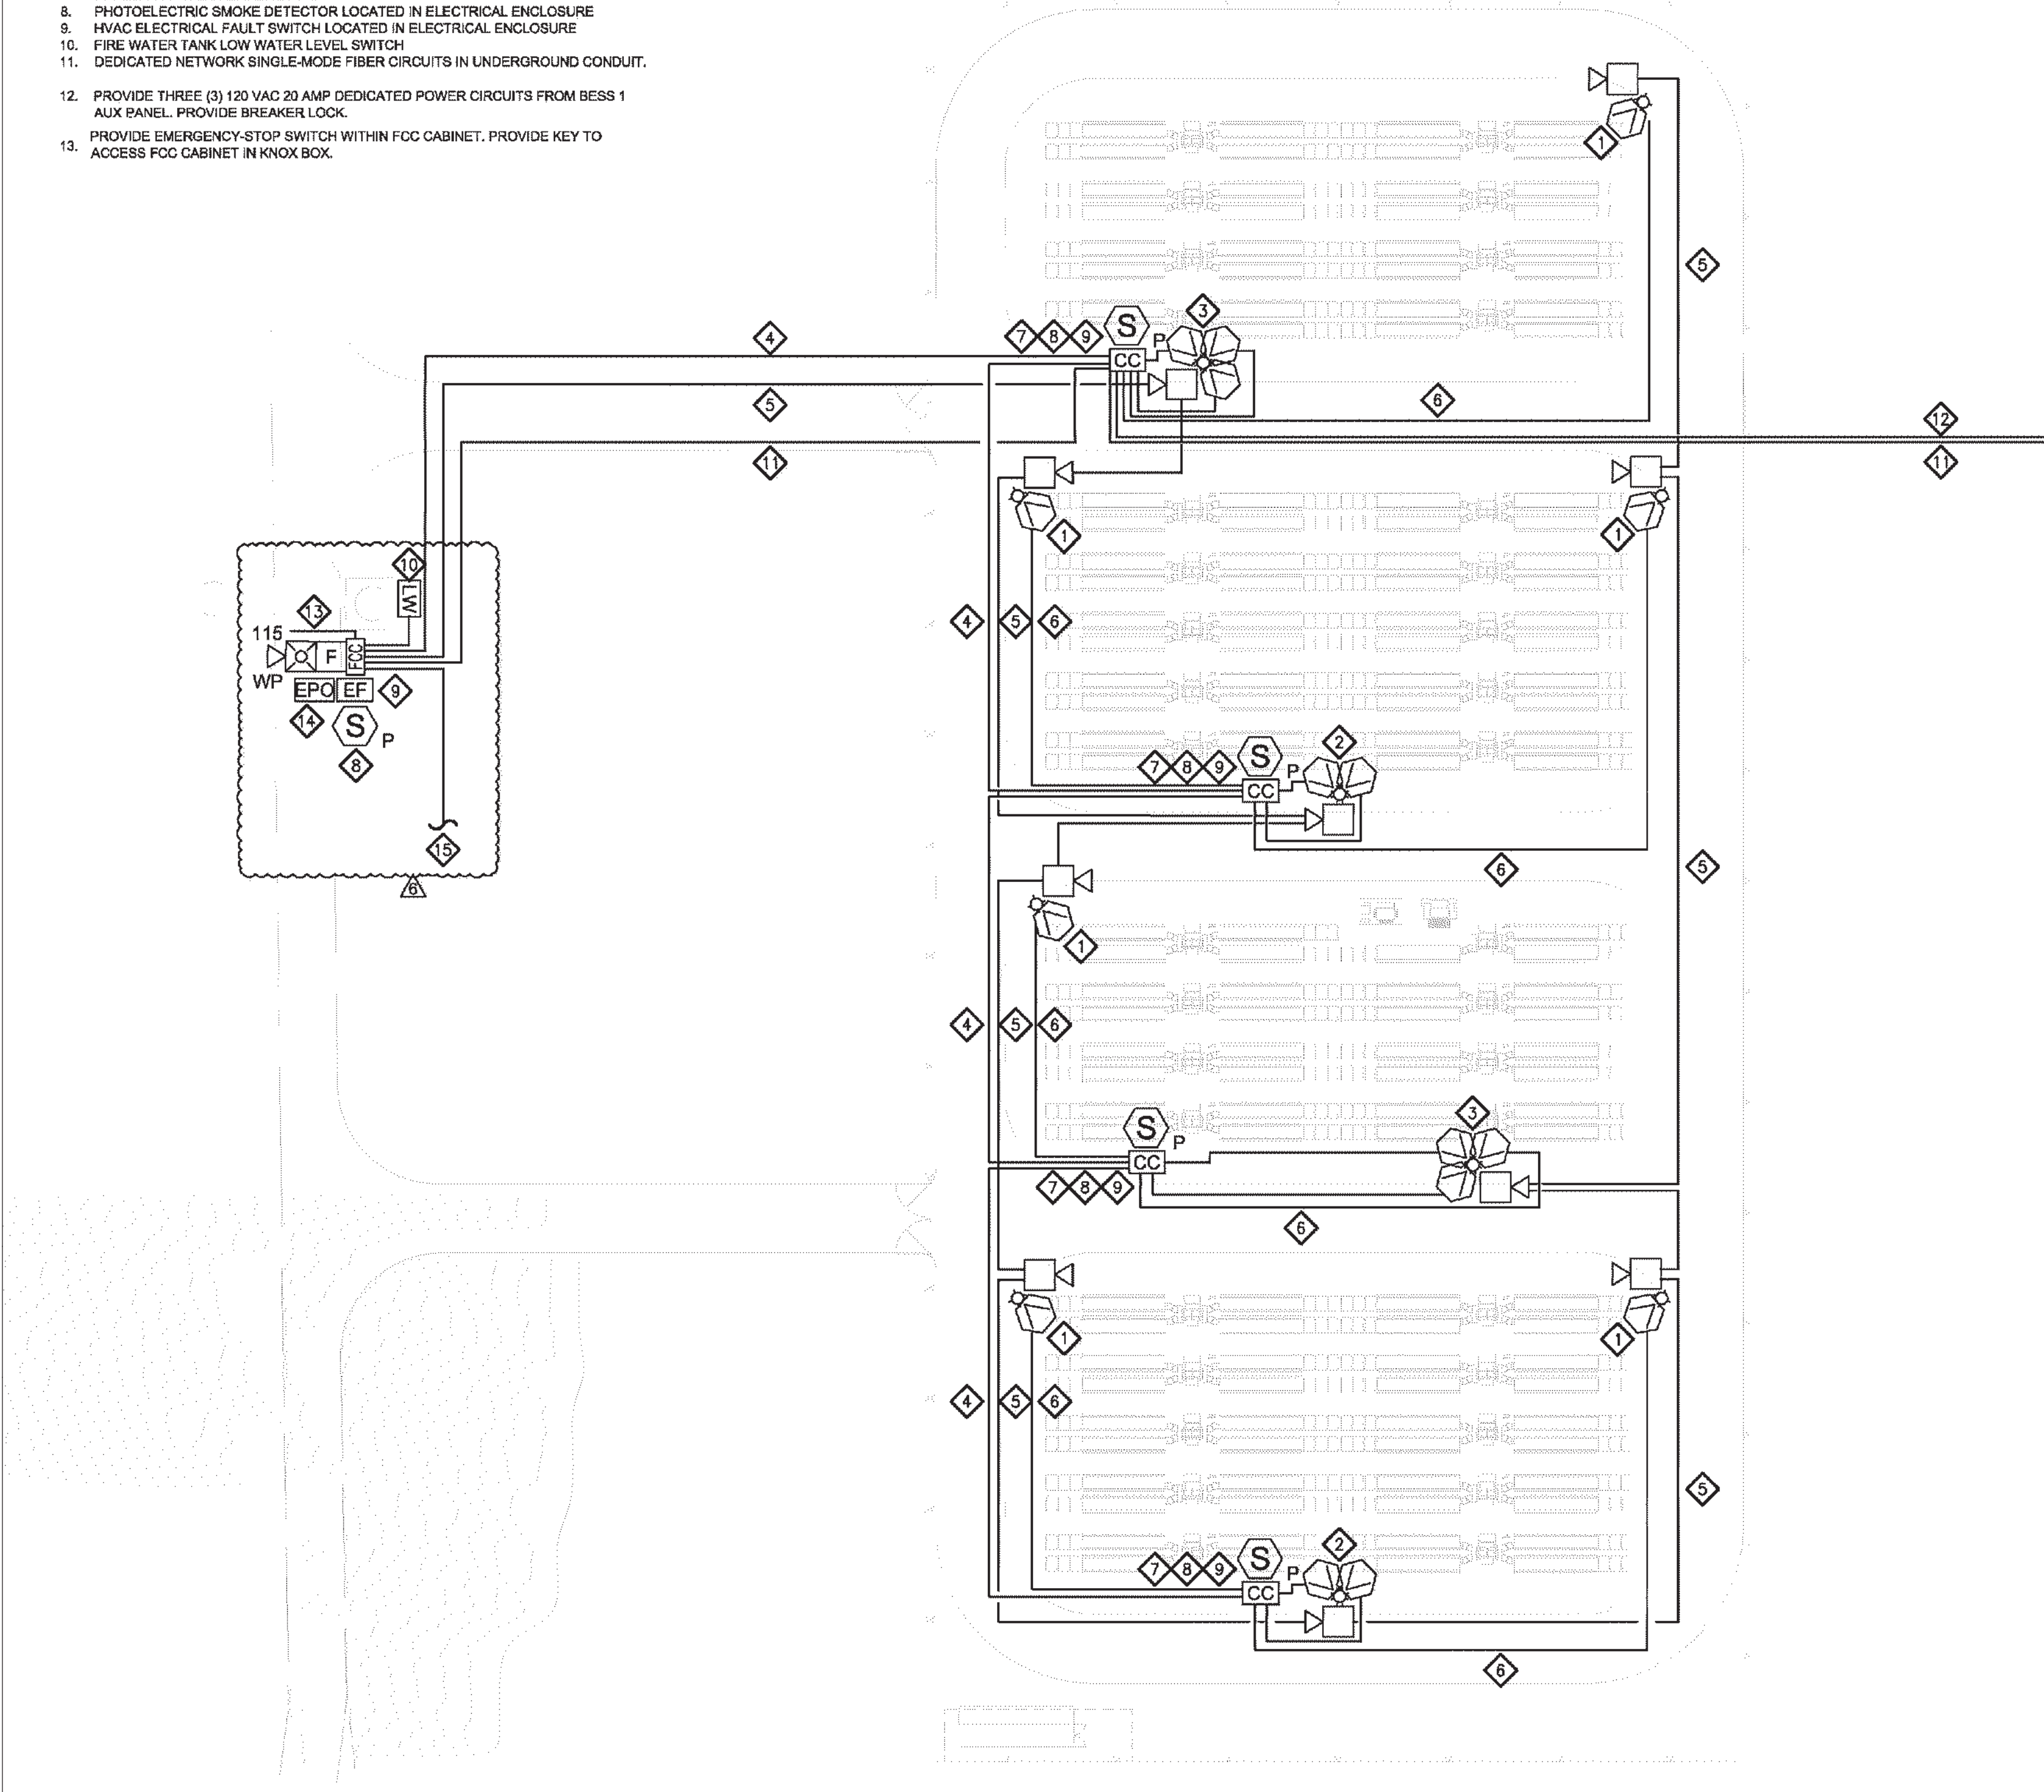 8. PHOTOELECTRIC SMOKE DETECTOR LOCATED IN ELECTRICAL ENCLOSURE
9. HVAC ELECTRICAL FAULT SWITCH LOCATED IN ELECTRICAL ENCLOSURE
10. FIRE WATER TANK LOW WATER LEVEL SWITCH
11. DEDICATED NETWORK SINGLE-MODE FIBER CIRCUITS IN UNDERGROUND CONDUIT.
12. PROVIDE THREE (3) 120 VAC 20 AMP DEDICATED POWER CIRCUITS FROM BESS 1
AUX PANEL. PROVIDE BREAKER LOCK.
13. PROVIDE EMERGENCY-STOP SWITCH WITHIN FCC CABINET. PROVIDE KEY TO
ACCESS FCC CABINET IN KNOX BOX.
1
5
3
7 8 9 S P
CC
4
5
6
12
11
11
1
1
10
LW
13
115
F FCC
WP
EPO EF 9
14 S P
8
15
6
4 5 6
2
7 8 9 S P
CC
6
5
1
4 5 6
3
S P
CC
7 8 9
6
1
1
4 5 6
5
2
7 8 9 S P
CC
6